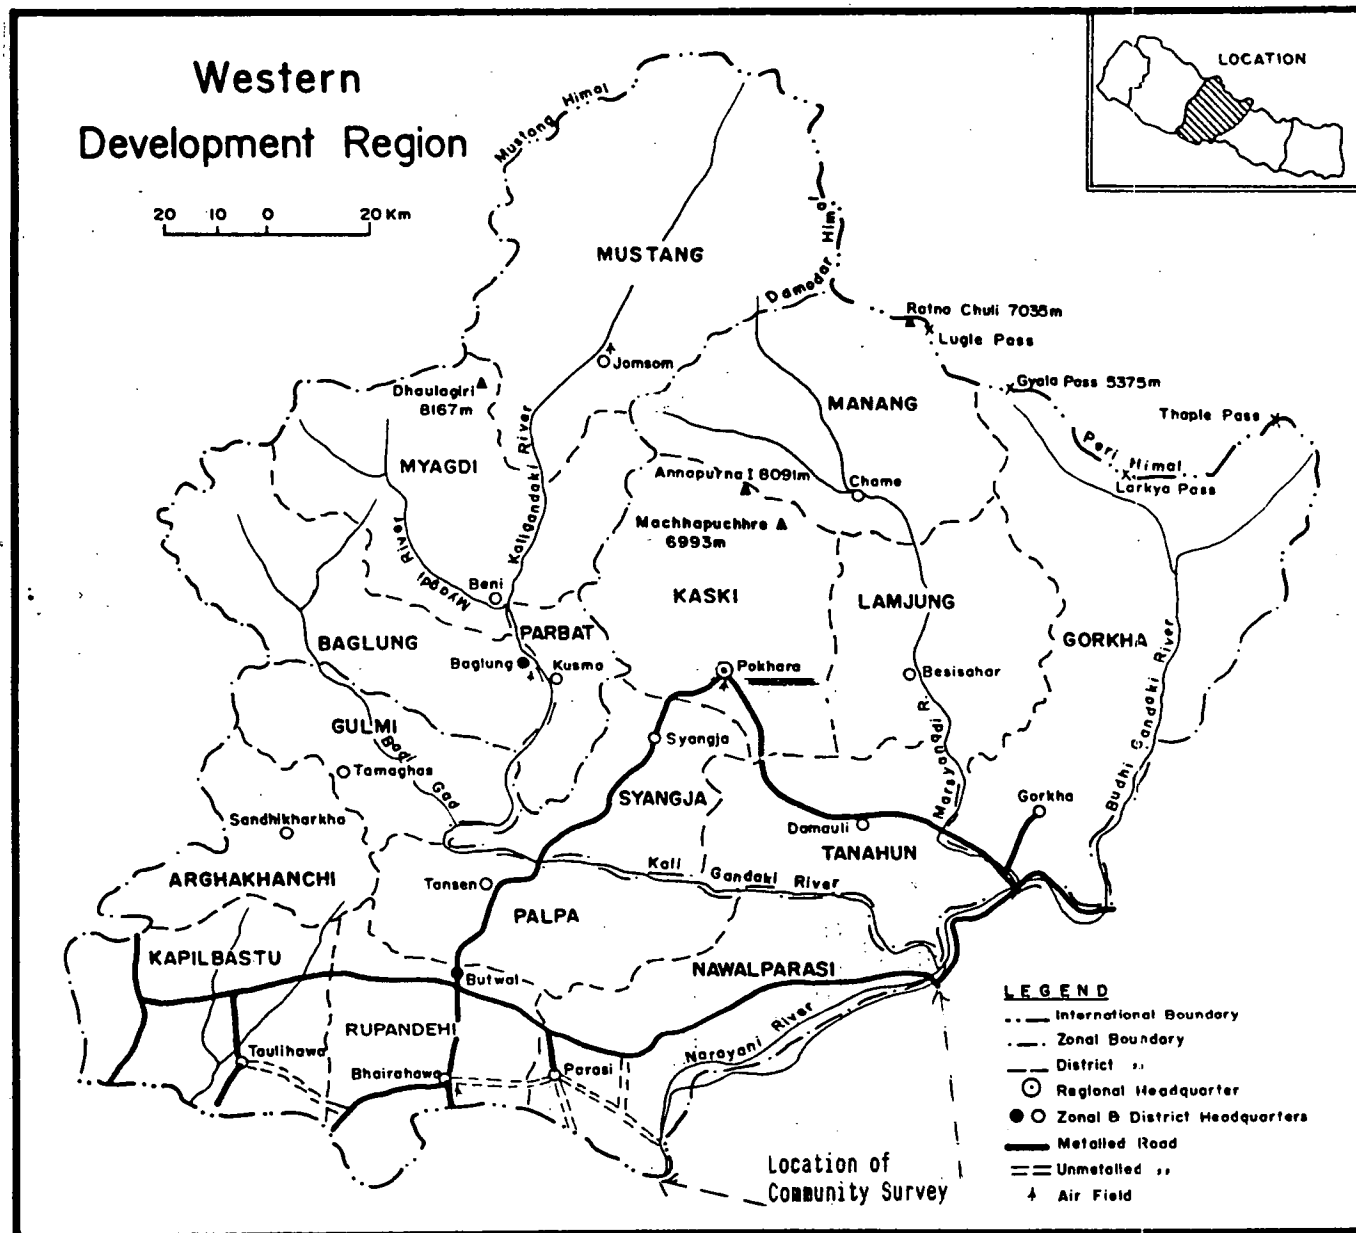 Western
Development Region
LOCATION
20 10 0 20 Km
Mustang Himal
Damodar Himal
MUSTANG
Ratna Chuli 7035m
Lugle Pass
Jomsom
Gyala Pass 5375m
Dhaulagiri
8167m
MANANG
Thaple Pass
Peri Himal
Larkya Pass
MYAGDI
Kaligandaki River
Annapurna I 8091m
Chame
Machhapuchhre
6993m
Myagdi River
Beni
KASKI
LAMJUNG
PARBAT
BAGLUNG
GORKHA
Baglung
Kusma
Pokhara
Besisahar
Budhi Gandaki River
GULMI
Badi Gad
Syangja
Marsyangdi R.
Tamaghas
SYANGJA
Gorkha
Sandhikharkha
Damauli
TANAHUN
ARGHAKHANCHI
Tansen
Kali Gandaki River
PALPA
KAPILBASTU
Butwal
NAWALPARASI
RUPANDEHI
Narayani River
Taulihawa
Bhairahawa
Parasi
LEGEND
International Boundary
Zonal Boundary
District ,,
Regional Headquarter
Zonal & District Headquarters
Metalled Road
Unmetalled ,,
Air Field
Location of
Community Survey